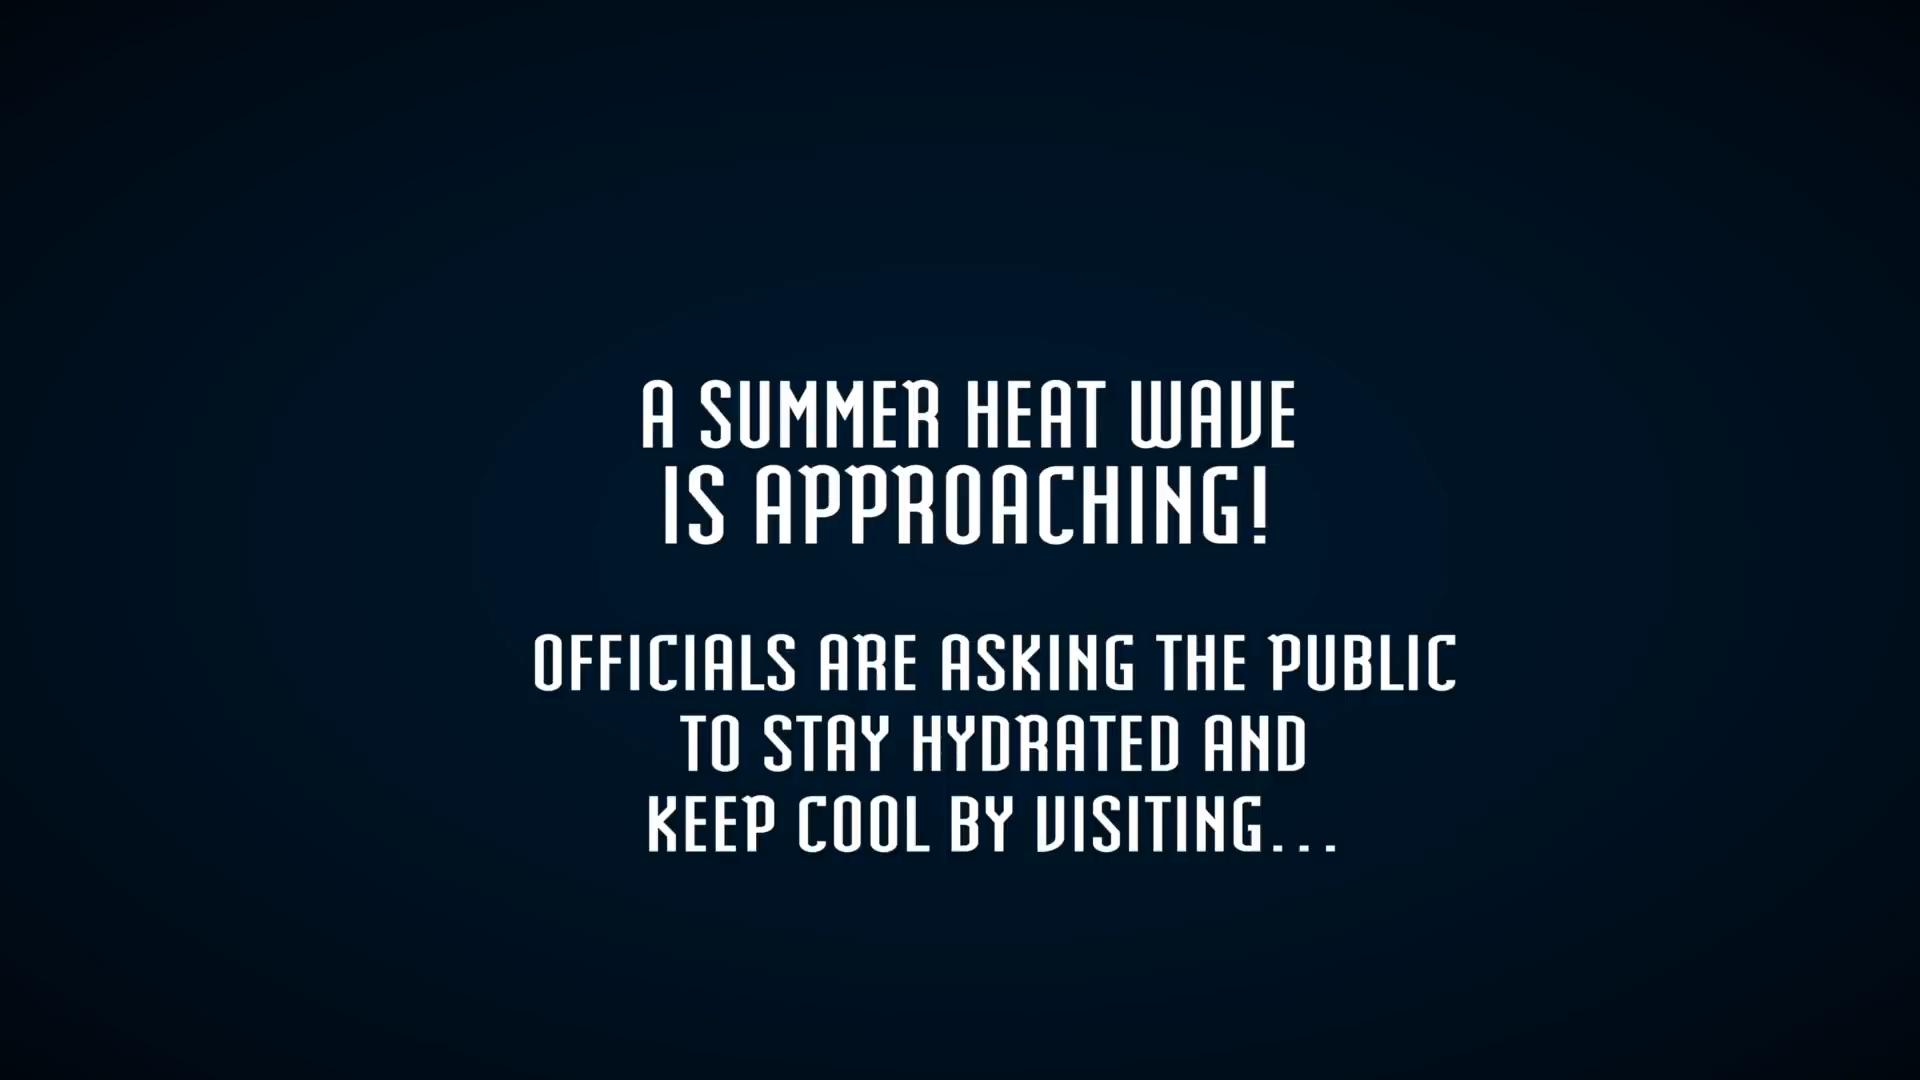 A SUMMER HEAT WAVE
IS APPROACHING!
OFFICIALS ARE ASKING THE PUBLIC
TO STAY HYDRATED AND
KEEP COOL BY VISITING...